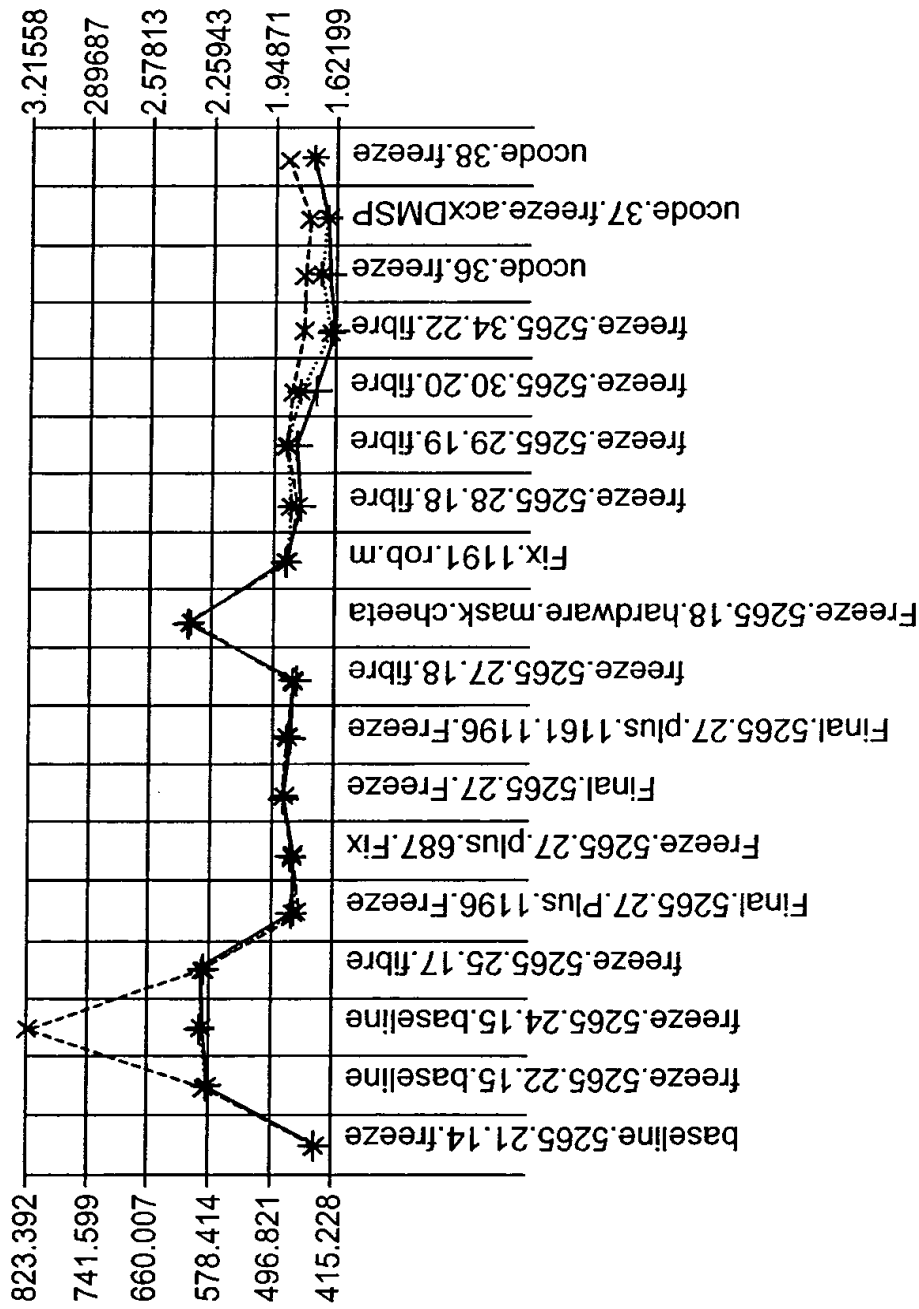 3.21558
289687
2.57813
2.25943
1.94871
1.62199
ucode.38.freeze
ucode.37.freeze.acxDMSP
ucode.36.freeze
freeze.5265.34.22.fibre
freeze.5265.30.20.fibre
freeze.5265.29.19.fibre
freeze.5265.28.18.fibre
Fix.1191.rob.m
Freeze.5265.18.hardware.mask.cheeta
freeze.5265.27.18.fibre
Final.5265.27.plus.1161.1196.Freeze
Final.5265.27.Freeze
Freeze.5265.27.plus.687.Fix
Final.5265.27.Plus.1196.Freeze
freeze.5265.25.17.fibre
freeze.5265.24.15.baseline
freeze.5265.22.15.baseline
baseline.5265.21.14.freeze
823.392
741.599
660.007
578.414
496.821
415.228